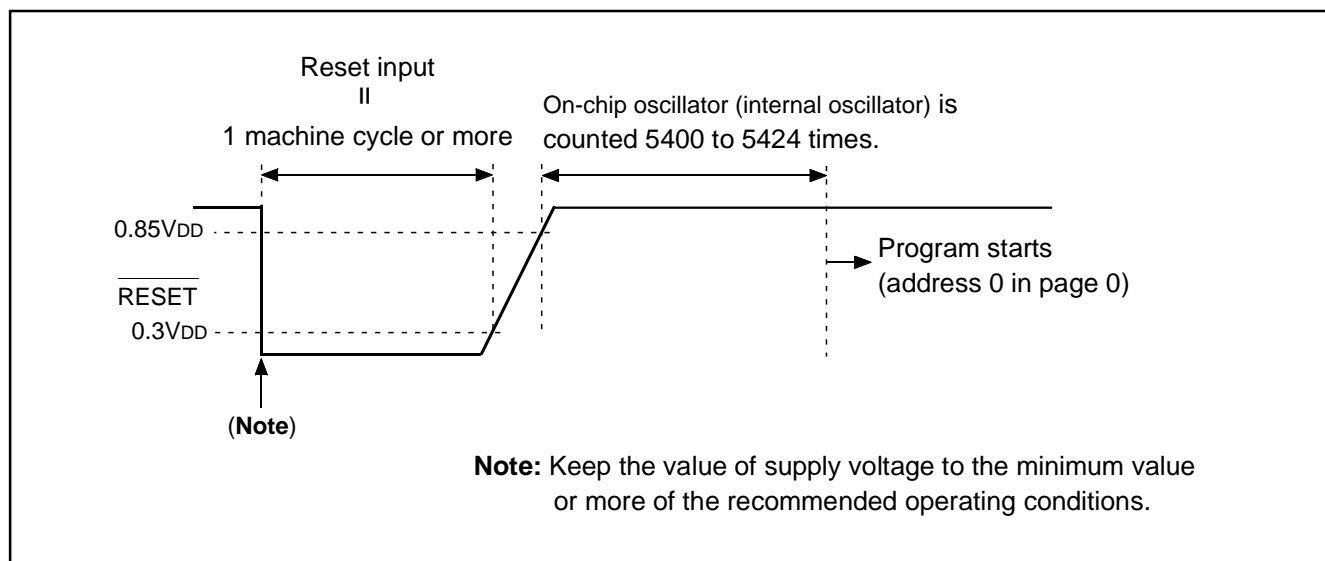 Reset input
=
1 machine cycle or more
On-chip oscillator (internal oscillator) is
counted 5400 to 5424 times.
0.85VDD
RESET
0.3VDD
Program starts
(address 0 in page 0)
(Note)
Note: Keep the value of supply voltage to the minimum value
or more of the recommended operating conditions.